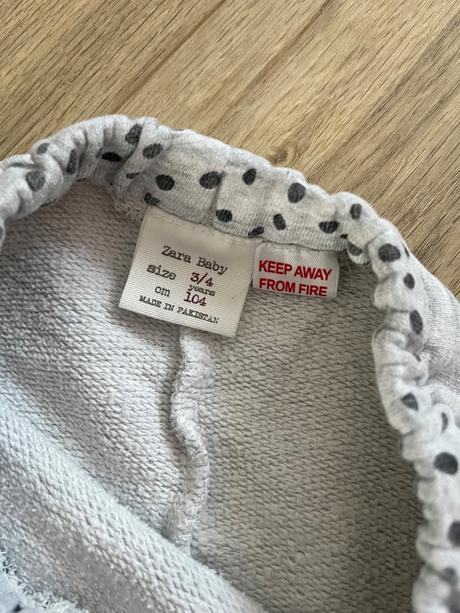 Zara Baby
size 3/4
years
cm 104
MADE IN PAKISTAN
KEEP AWAY
FROM FIRE